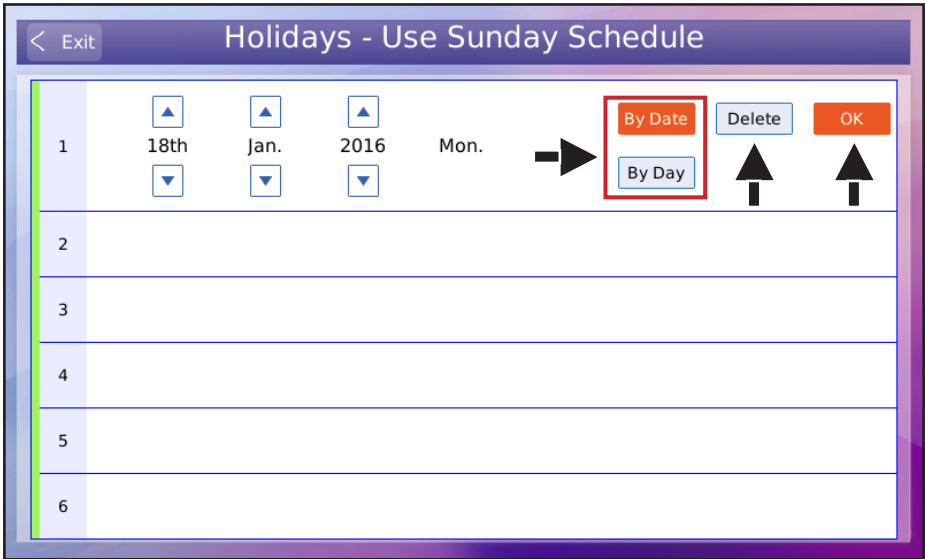 Exit
Holidays - Use Sunday Schedule
1
18th Jan. 2016 Mon.
By Date
By Day
Delete
OK
2
3
4
5
6